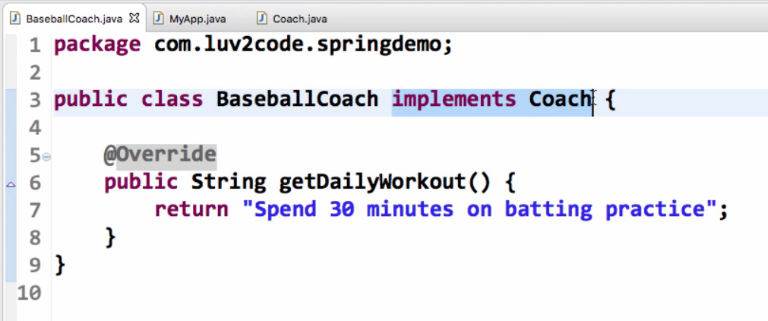 BaseballCoach.java MyApp.java Coach.java
1 package com.luv2code.springdemo;
2
3 public class BaseballCoach implements Coach {
4
5 @Override
6 public String getDailyWorkout() {
7 return "Spend 30 minutes on batting practice";
8 }
9 }
10